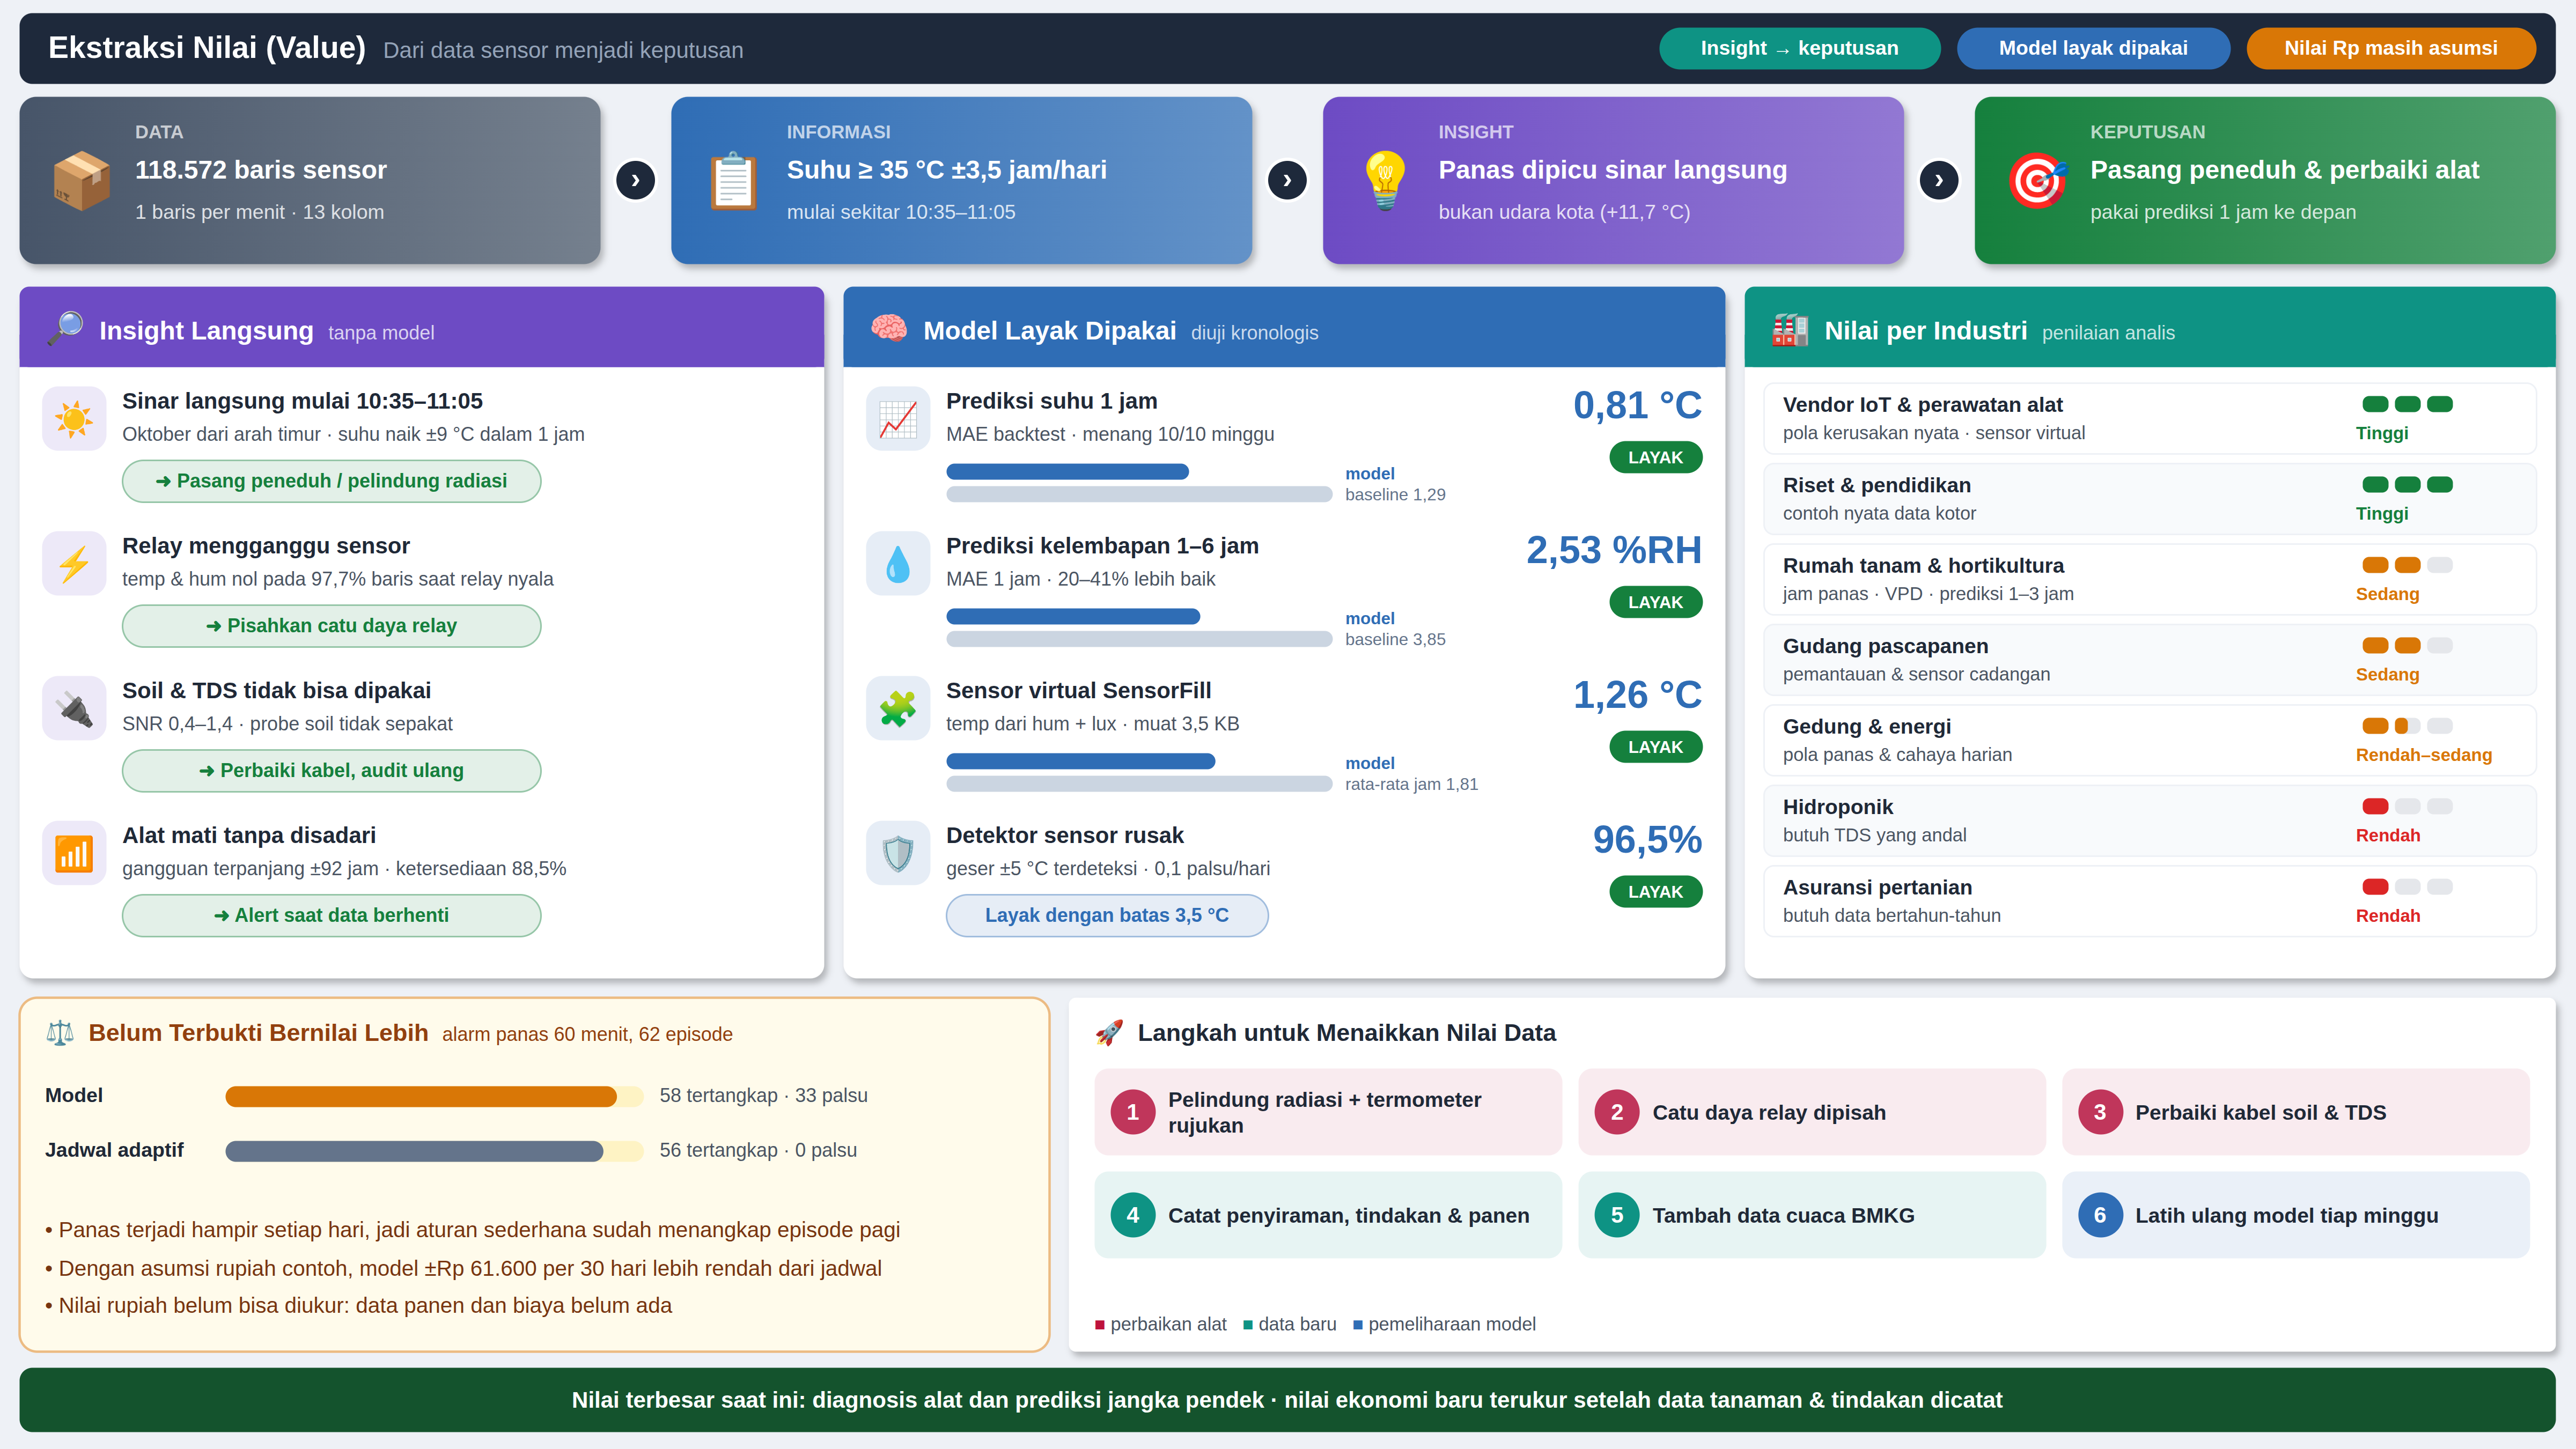 Ekstraksi Nilai (Value) Dari data sensor menjadi keputusan
Insight → keputusan
Model layak dipakai
Nilai Rp masih asumsi
DATA
118.572 baris sensor
1 baris per menit · 13 kolom
›
INFORMASI
Suhu ≥ 35 °C ±3,5 jam/hari
mulai sekitar 10:35–11:05
›
INSIGHT
Panas dipicu sinar langsung
bukan udara kota (+11,7 °C)
›
KEPUTUSAN
Pasang peneduh & perbaiki alat
pakai prediksi 1 jam ke depan
Insight Langsung tanpa model
Sinar langsung mulai 10:35–11:05
Oktober dari arah timur · suhu naik ±9 °C dalam 1 jam
➜ Pasang peneduh / pelindung radiasi
Relay mengganggu sensor
temp & hum nol pada 97,7% baris saat relay nyala
➜ Pisahkan catu daya relay
Soil & TDS tidak bisa dipakai
SNR 0,4–1,4 · probe soil tidak sepakat
➜ Perbaiki kabel, audit ulang
Alat mati tanpa disadari
gangguan terpanjang ±92 jam · ketersediaan 88,5%
➜ Alert saat data berhenti
Model Layak Dipakai diuji kronologis
Prediksi suhu 1 jam
MAE backtest · menang 10/10 minggu
model
baseline 1,29
0,81 °C
LAYAK
Prediksi kelembapan 1–6 jam
MAE 1 jam · 20–41% lebih baik
model
baseline 3,85
2,53 %RH
LAYAK
Sensor virtual SensorFill
temp dari hum + lux · muat 3,5 KB
model
rata-rata jam 1,81
1,26 °C
LAYAK
Detektor sensor rusak
geser ±5 °C terdeteksi · 0,1 palsu/hari
Layak dengan batas 3,5 °C
96,5%
LAYAK
Nilai per Industri penilaian analis
Vendor IoT & perawatan alat
pola kerusakan nyata · sensor virtual
Tinggi
Riset & pendidikan
contoh nyata data kotor
Tinggi
Rumah tanam & hortikultura
jam panas · VPD · prediksi 1–3 jam
Sedang
Gudang pascapanen
pemantauan & sensor cadangan
Sedang
Gedung & energi
pola panas & cahaya harian
Rendah–sedang
Hidroponik
butuh TDS yang andal
Rendah
Asuransi pertanian
butuh data bertahun-tahun
Rendah
Belum Terbukti Bernilai Lebih alarm panas 60 menit, 62 episode
Model
58 tertangkap · 33 palsu
Jadwal adaptif
56 tertangkap · 0 palsu
• Panas terjadi hampir setiap hari, jadi aturan sederhana sudah menangkap episode pagi
• Dengan asumsi rupiah contoh, model ±Rp 61.600 per 30 hari lebih rendah dari jadwal
• Nilai rupiah belum bisa diukur: data panen dan biaya belum ada
Langkah untuk Menaikkan Nilai Data
1
Pelindung radiasi + termometer
rujukan
2
Catu daya relay dipisah
3
Perbaiki kabel soil & TDS
4
Catat penyiraman, tindakan & panen
5
Tambah data cuaca BMKG
6
Latih ulang model tiap minggu
perbaikan alat
data baru
pemeliharaan model
Nilai terbesar saat ini: diagnosis alat dan prediksi jangka pendek · nilai ekonomi baru terukur setelah data tanaman & tindakan dicatat